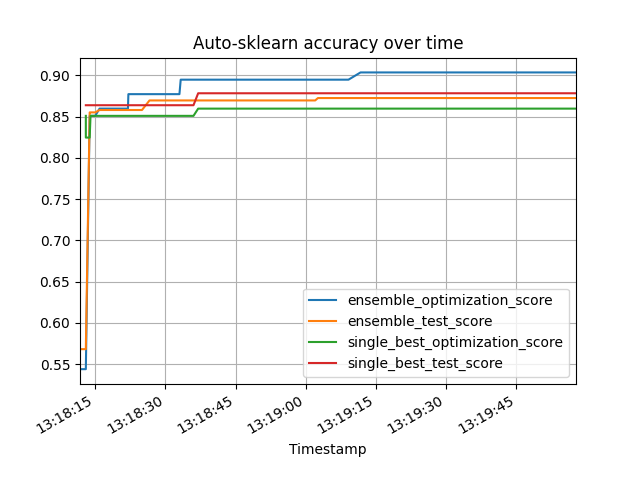 Auto-sklearn accuracy over time
0.90
0.85
0.80
0.75
0.70
0.65
0.60
0.55
ensemble_optimization_score
ensemble_test_score
single_best_optimization_score
single_best_test_score
13:18:15
13:18:30
13:18:45
13:19:00
13:19:15
13:19:30
13:19:45
Timestamp